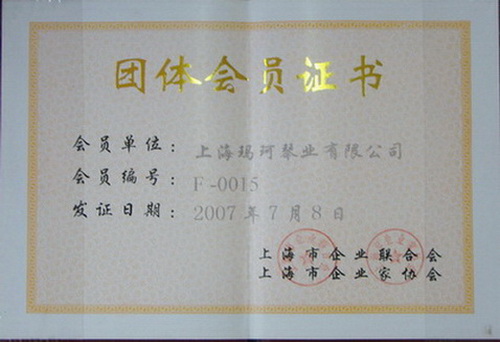 团体会员证书
会员单位：上海玛珂琴业有限公司
会员编号：F-0015
发证日期：2007年7月8日
上海市企业联合会
上海市企业家协会